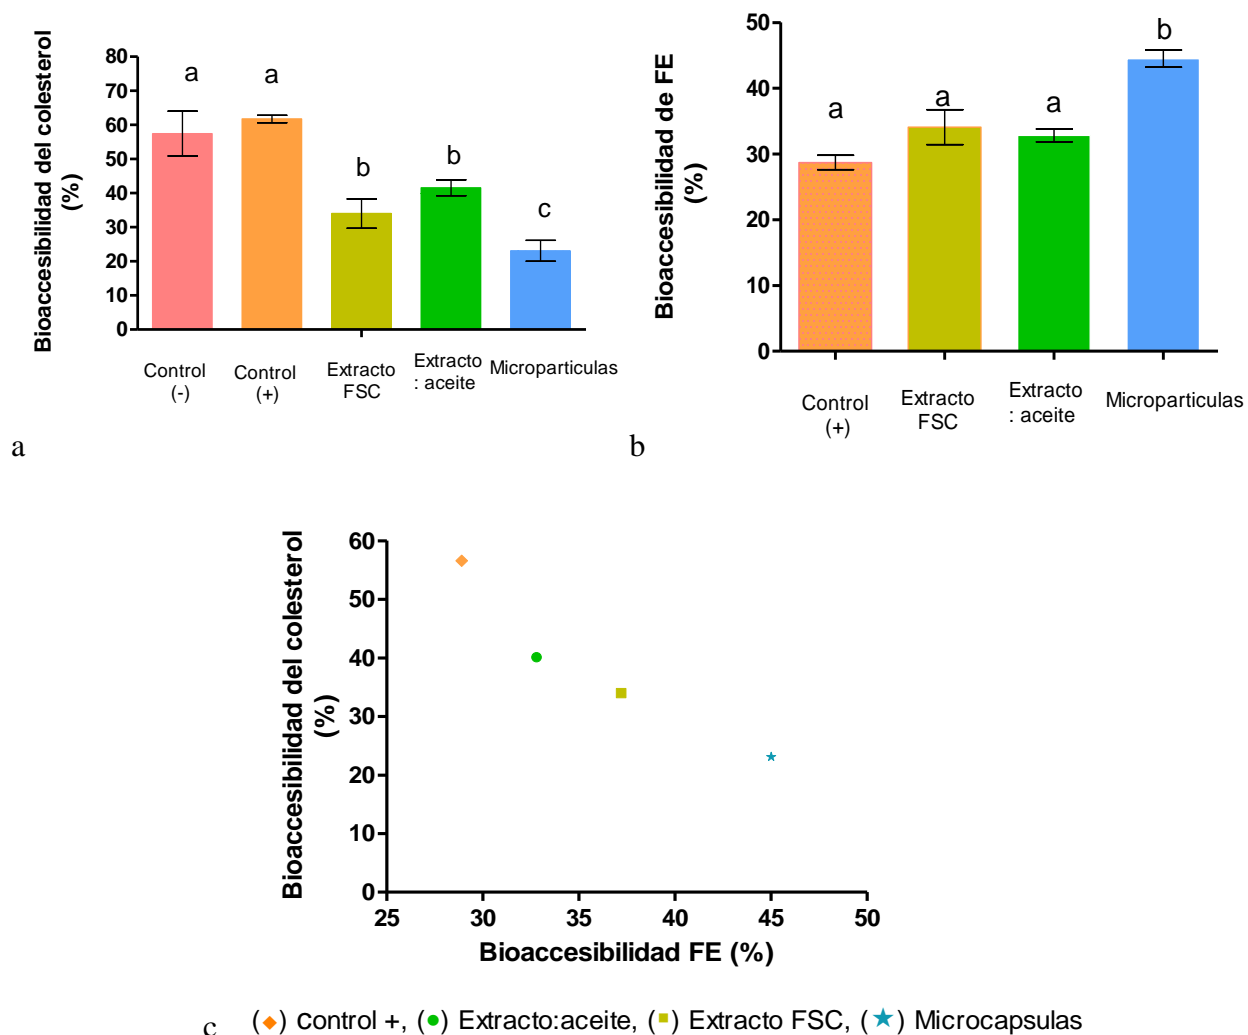 Bioaccesibilidad del colesterol
(%)
80
70
60
50
40
30
20
10
0
a
a
b
b
c
Control
(-)
Control
(+)
Extracto
FSC
Extracto
: aceite
Microparticulas
a
Bioaccesibilidad de FE
(%)
50
40
30
20
10
0
a
a
a
b
Control
(+)
Extracto
FSC
Extracto
: aceite
Microparticulas
b
Bioaccesibilidad del colesterol
(%)
60
50
40
30
20
10
0
25 30 35 40 45 50
Bioaccesibilidad FE (%)
c (◆) Control +, (●) Extracto:aceite, (■) Extracto FSC, (★) Microcapsulas